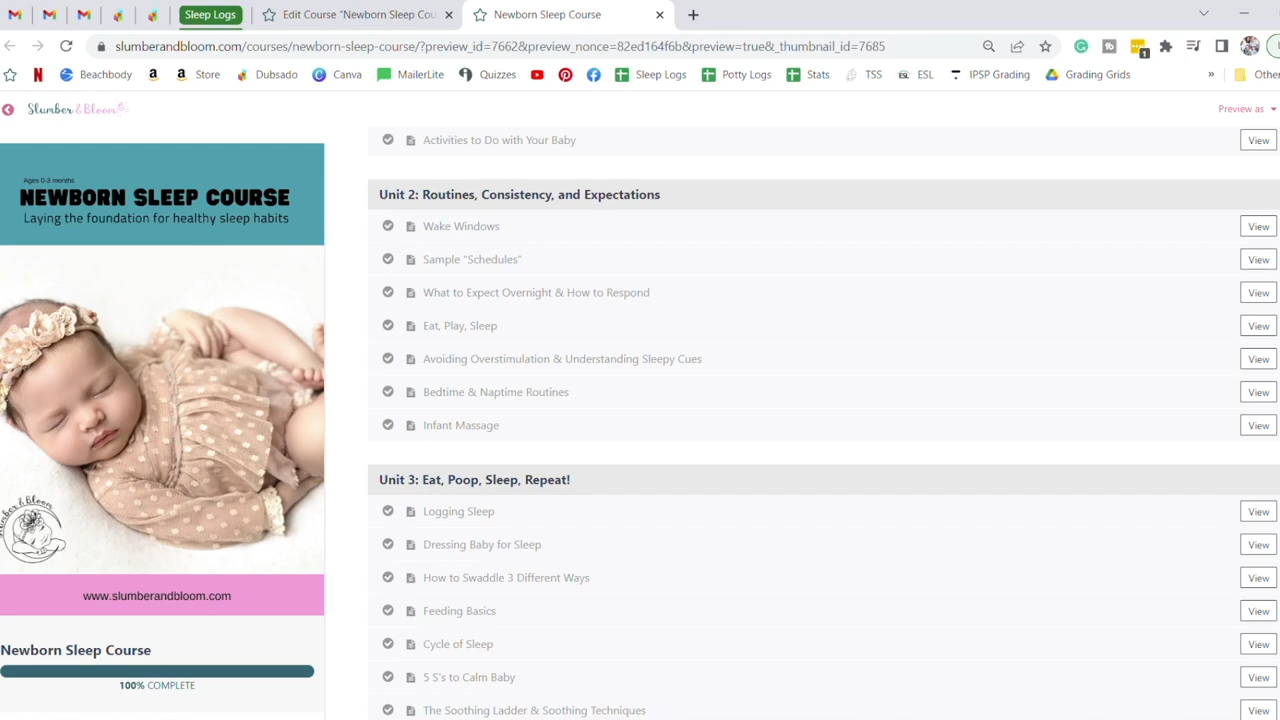 Sleep Logs
Edit Course "Newborn Sleep Cou
Newborn Sleep Course
slumberandbloom.com/courses/newborn-sleep-course/?preview_id=7662&preview_nonce=82ed164f6b&preview=true&_thumbnail_id=7685
1
Beachbody
Store
Dubsado
Canva
MailerLite
Quizzes
Sleep Logs
Potty Logs
Stats
TSS
ESL
IPSP Grading
Grading Grids
»
Other
Slumber & Bloom
Preview as
Ages 0-3 months
NEWBORN SLEEP COURSE
Laying the foundation for healthy sleep habits
Slumber & Bloom
www.slumberandbloom.com
Newborn Sleep Course
100% COMPLETE
Activities to Do with Your Baby View
Unit 2: Routines, Consistency, and Expectations
Wake Windows View
Sample "Schedules" View
What to Expect Overnight & How to Respond View
Eat, Play, Sleep View
Avoiding Overstimulation & Understanding Sleepy Cues View
Bedtime & Naptime Routines View
Infant Massage View
Unit 3: Eat, Poop, Sleep, Repeat!
Logging Sleep View
Dressing Baby for Sleep View
How to Swaddle 3 Different Ways View
Feeding Basics View
Cycle of Sleep View
5 S's to Calm Baby View
The Soothing Ladder & Soothing Techniques View